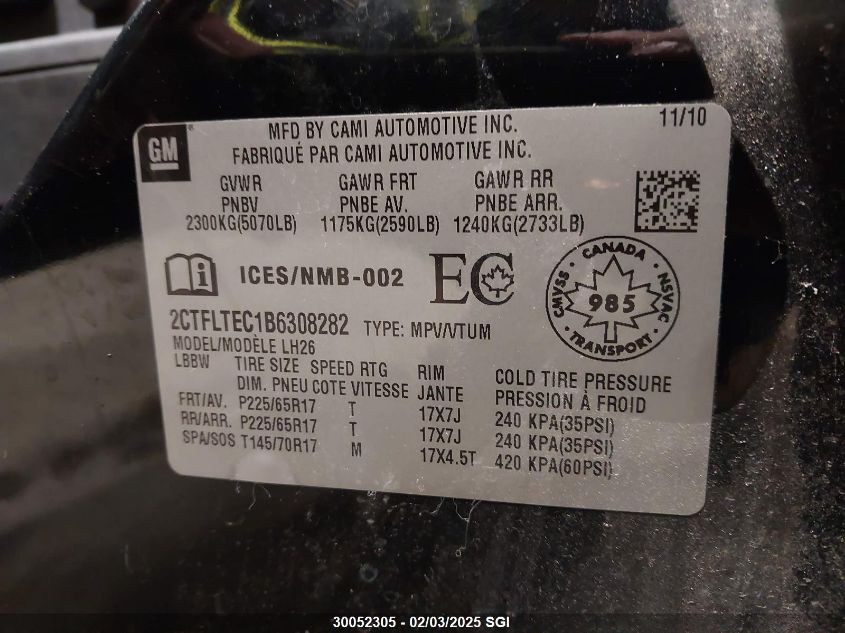 GM
MFD BY CAMI AUTOMOTIVE INC.
11/10
FABRIQUÉ PAR CAMI AUTOMOTIVE INC.
GVWR GAWR FRT GAWR RR
PNBV PNBE AV. PNBE ARR.
2300KG(5070LB) 1175KG(2590LB) 1240KG(2733LB)
i ICES/NMB-002 EC
CANADA
CMVSS 985 NSVAC
TRANSPORT
2CTFLTEC1B6308282 TYPE: MPV/VTUM
MODEL/MODÈLE LH26
LBBW TIRE SIZE SPEED RTG RIM COLD TIRE PRESSURE
DIM. PNEU COTE VITESSE JANTE PRESSION À FROID
FRT/AV. P225/65R17 T 17X7J 240 KPA(35PSI)
RR/ARR. P225/65R17 T 17X7J 240 KPA(35PSI)
SPA/SOS T145/70R17 M 17X4.5T 420 KPA(60PSI)
30052305 - 02/03/2025 SGI